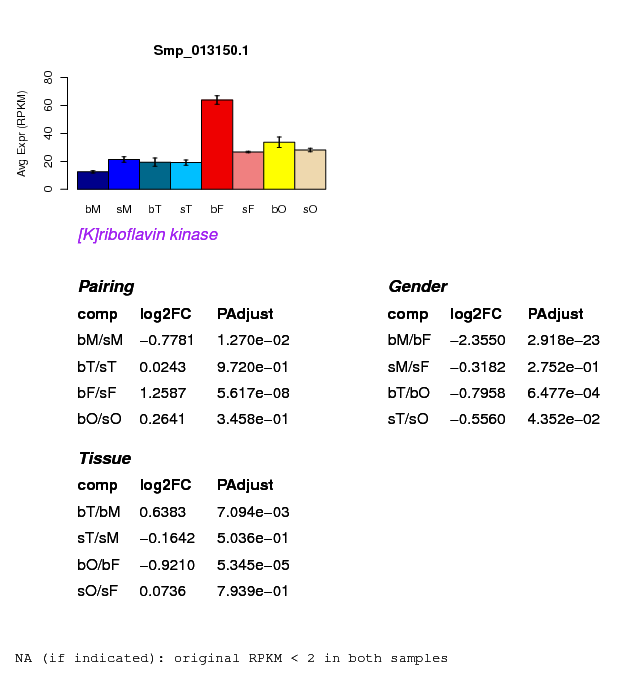 Smp_013150.1
Avg Expr (RPKM)
80
60
40
20
0
bM sM bT sT bF sF bO sO
[K]riboflavin kinase
Pairing
comp log2FC PAdjust
bM/sM −0.7781 1.270e−02
bT/sT 0.0243 9.720e−01
bF/sF 1.2587 5.617e−08
bO/sO 0.2641 3.458e−01
Gender
comp log2FC PAdjust
bM/bF −2.3550 2.918e−23
sM/sF −0.3182 2.752e−01
bT/bO −0.7958 6.477e−04
sT/sO −0.5560 4.352e−02
Tissue
comp log2FC PAdjust
bT/bM 0.6383 7.094e−03
sT/sM −0.1642 5.036e−01
bO/bF −0.9210 5.345e−05
sO/sF 0.0736 7.939e−01
NA (if indicated): original RPKM < 2 in both samples